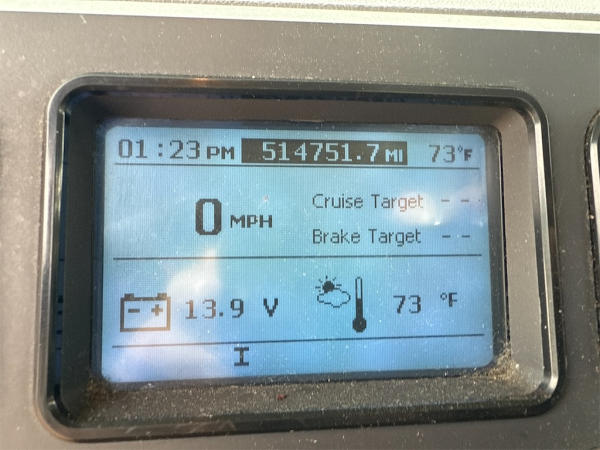 01:23 PM 514751.7 MI 73°F
0 MPH
Cruise Target --
Brake Target --
- + 13.9 V 73 °F
I